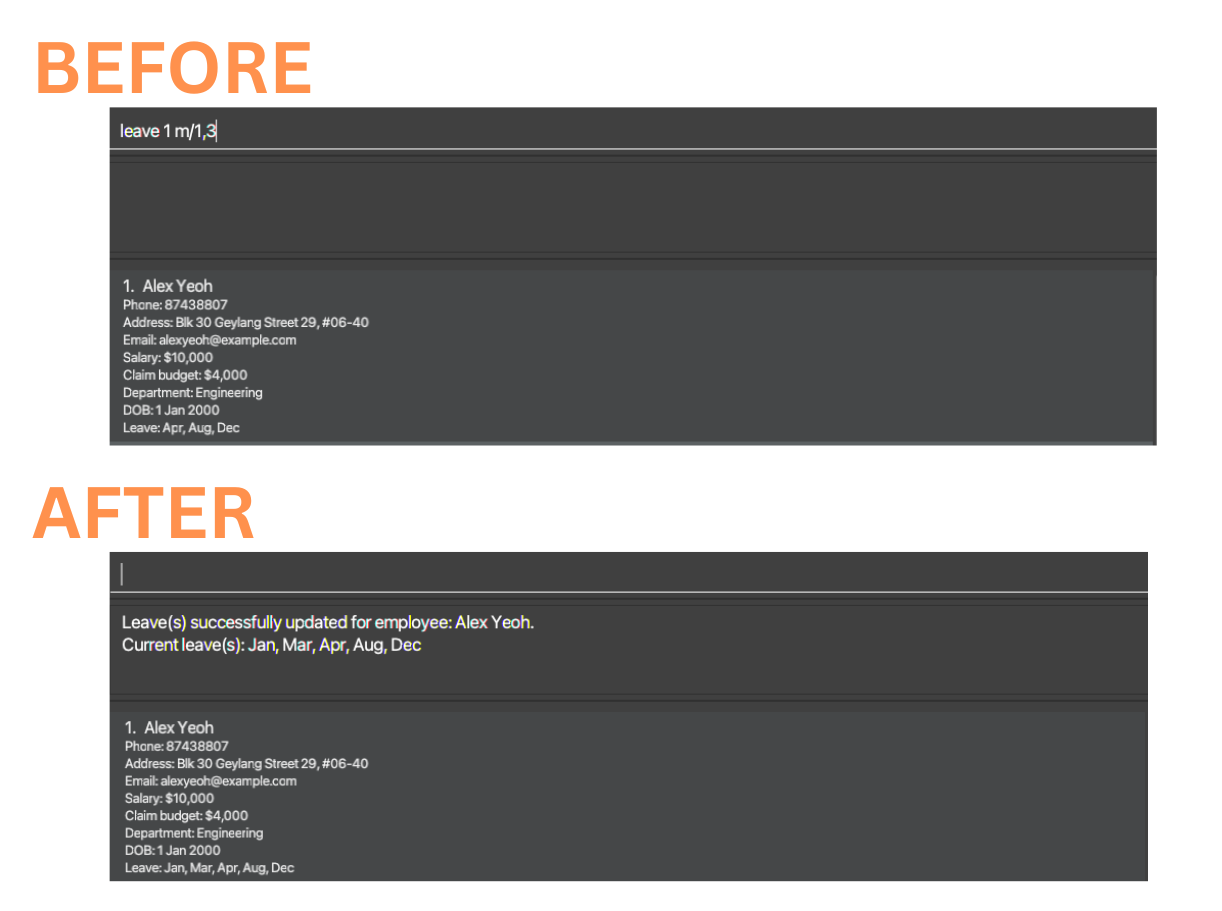 BEFORE
leave 1 m/1,3
1. Alex Yeoh
Phone: 87438807
Address: Blk 30 Geylang Street 29, #06-40
Email: alexyeoh@example.com
Salary: $10,000
Claim budget: $4,000
Department: Engineering
DOB: 1 Jan 2000
Leave: Apr, Aug, Dec
AFTER
Leave(s) successfully updated for employee: Alex Yeoh.
Current leave(s): Jan, Mar, Apr, Aug, Dec
1. Alex Yeoh
Phone: 87438807
Address: Blk 30 Geylang Street 29, #06-40
Email: alexyeoh@example.com
Salary: $10,000
Claim budget: $4,000
Department: Engineering
DOB: 1 Jan 2000
Leave: Jan, Mar, Apr, Aug, Dec